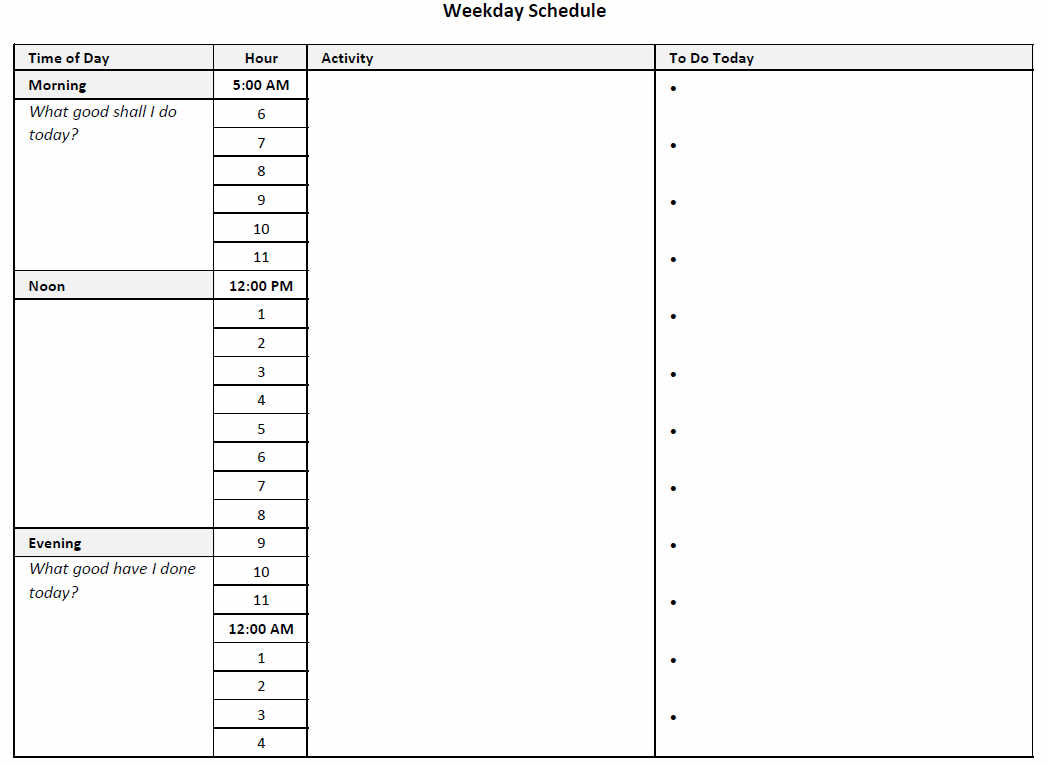 Weekday Schedule
Time of Day Hour Activity To Do Today
Morning 5:00 AM •
What good shall I do 6
today?
7 •
8
9 •
10
11 •
Noon 12:00 PM
1 •
2
3 •
4
5 •
6
7 •
8
Evening 9 •
What good have I done 10
today?
11 •
12:00 AM
1 •
2
3 •
4